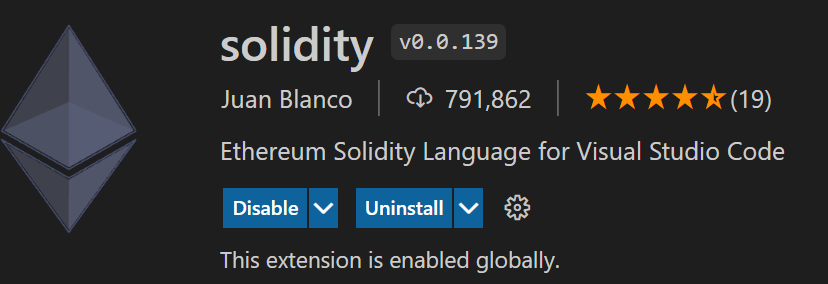 solidity v0.0.139
Juan Blanco 791,862 (19)
Ethereum Solidity Language for Visual Studio Code
Disable Uninstall
This extension is enabled globally.